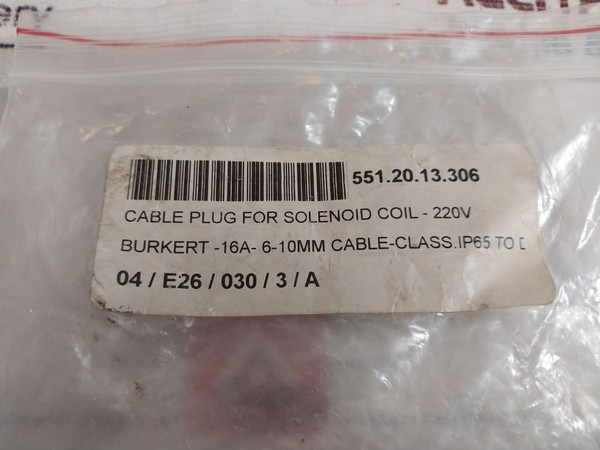 551.20.13.306
CABLE PLUG FOR SOLENOID COIL - 220V
BURKERT -16A- 6-10MM CABLE-CLASS.IP65 TO
04 / E26 / 030 / 3 / A